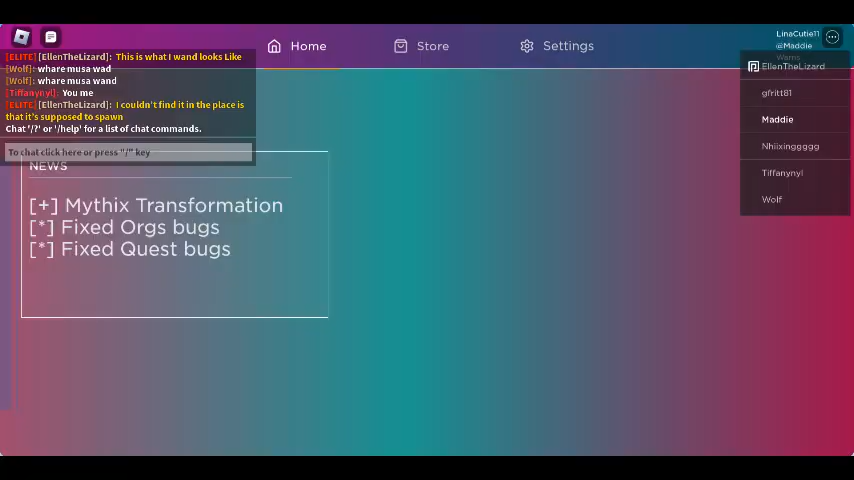 Home
Store
Settings
LinaCutie11
@Maddie
Warns
[ELITE] [EllenTheLizard]: This is what I wand looks Like
[Wolf]: whare musa wad
[Wolf]: whare musa wand
[Tiffanynyl]: You me
[ELITE] [EllenTheLizard]: I couldn't find it in the place is
that it's supposed to spawn
Chat '/?' or '/help' for a list of chat commands.
To chat click here or press "/" key
EllenTheLizard
gfritt81
Maddie
Nhiixinggggg
Tiffanynyl
Wolf
NEWS
[+] Mythix Transformation
[*] Fixed Orgs bugs
[*] Fixed Quest bugs